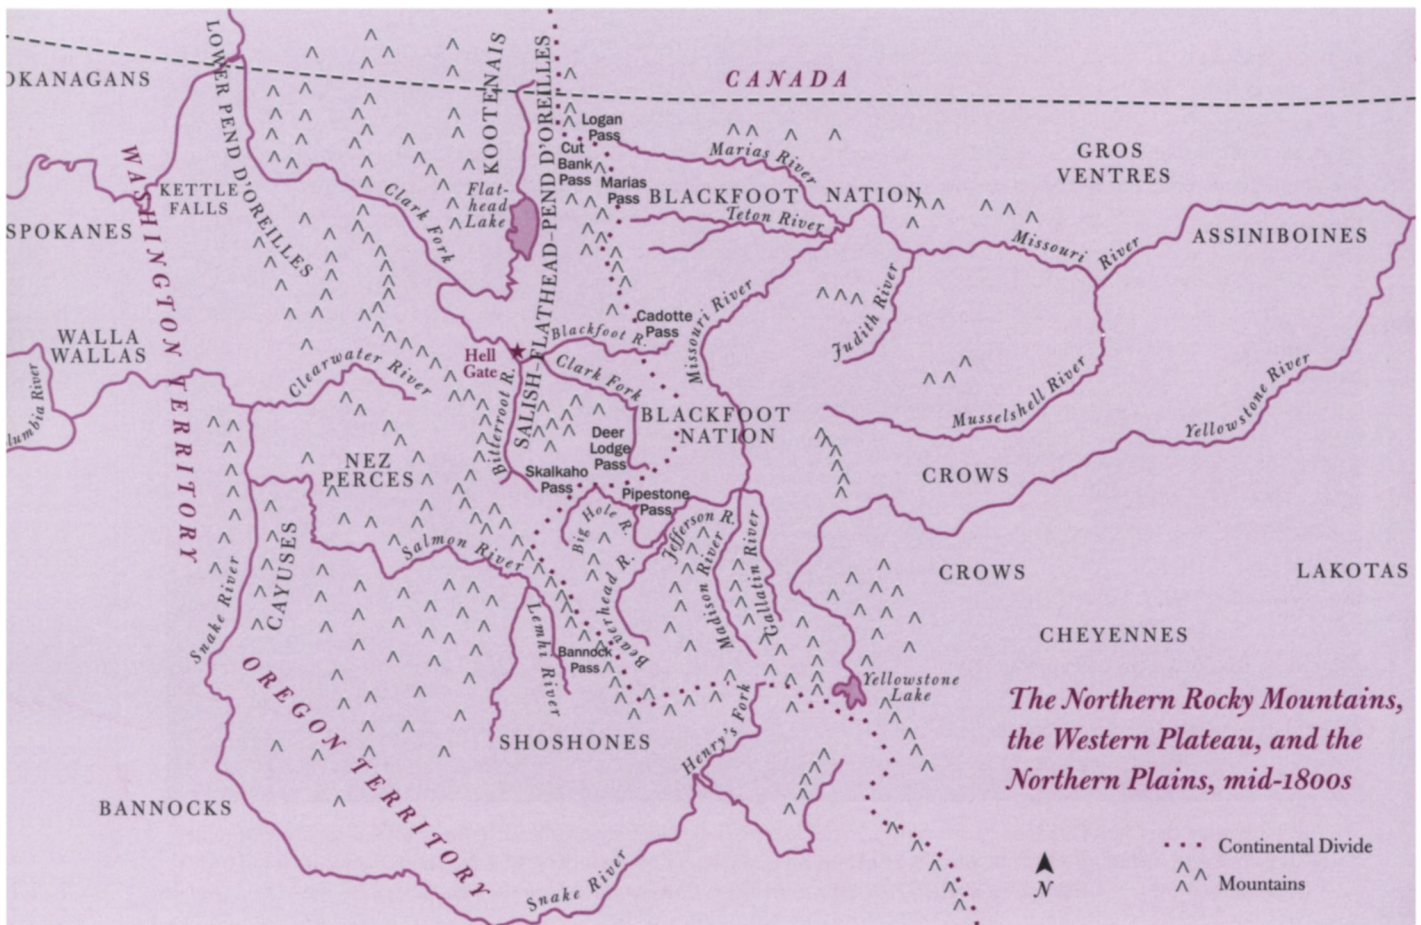 CANADA
OKANAGANS
LOWER PEND D'OREILLES
KOOTENAIS
SALISH–FLATHEAD–PEND D'OREILLES
Logan
Pass
Cut
Bank
Pass
Marias
Pass
Marias River
GROS
VENTRES
WASHINGTON TERRITORY
KETTLE
FALLS
Clark Fork
Flat-
head
Lake
BLACKFOOT NATION
Teton River
SPOKANES
Missouri River
ASSINIBOINES
Judith River
Missouri River
Cadotte
Pass
WALLA
WALLAS
Hell
Gate
Blackfoot R.
Clark Fork
Clearwater River
lumbia River
Bitterroot R.
Musselshell River
Yellowstone River
BLACKFOOT
NATION
Deer
Lodge
Pass
NEZ
PERCES
Skalkaho
Pass
Pipestone
Pass
CROWS
Big Hole R.
Jefferson R.
Salmon River
CAYUSES
Snake River
Beaverhead R.
Madison River
Gallatin River
CROWS
LAKOTAS
Lemhi River
CHEYENNES
Bannock
Pass
OREGON TERRITORY
Yellowstone
Lake
SHOSHONES
Henry's Fork
BANNOCKS
Snake River
The Northern Rocky Mountains,
the Western Plateau, and the
Northern Plains, mid-1800s
Continental Divide
Mountains
N